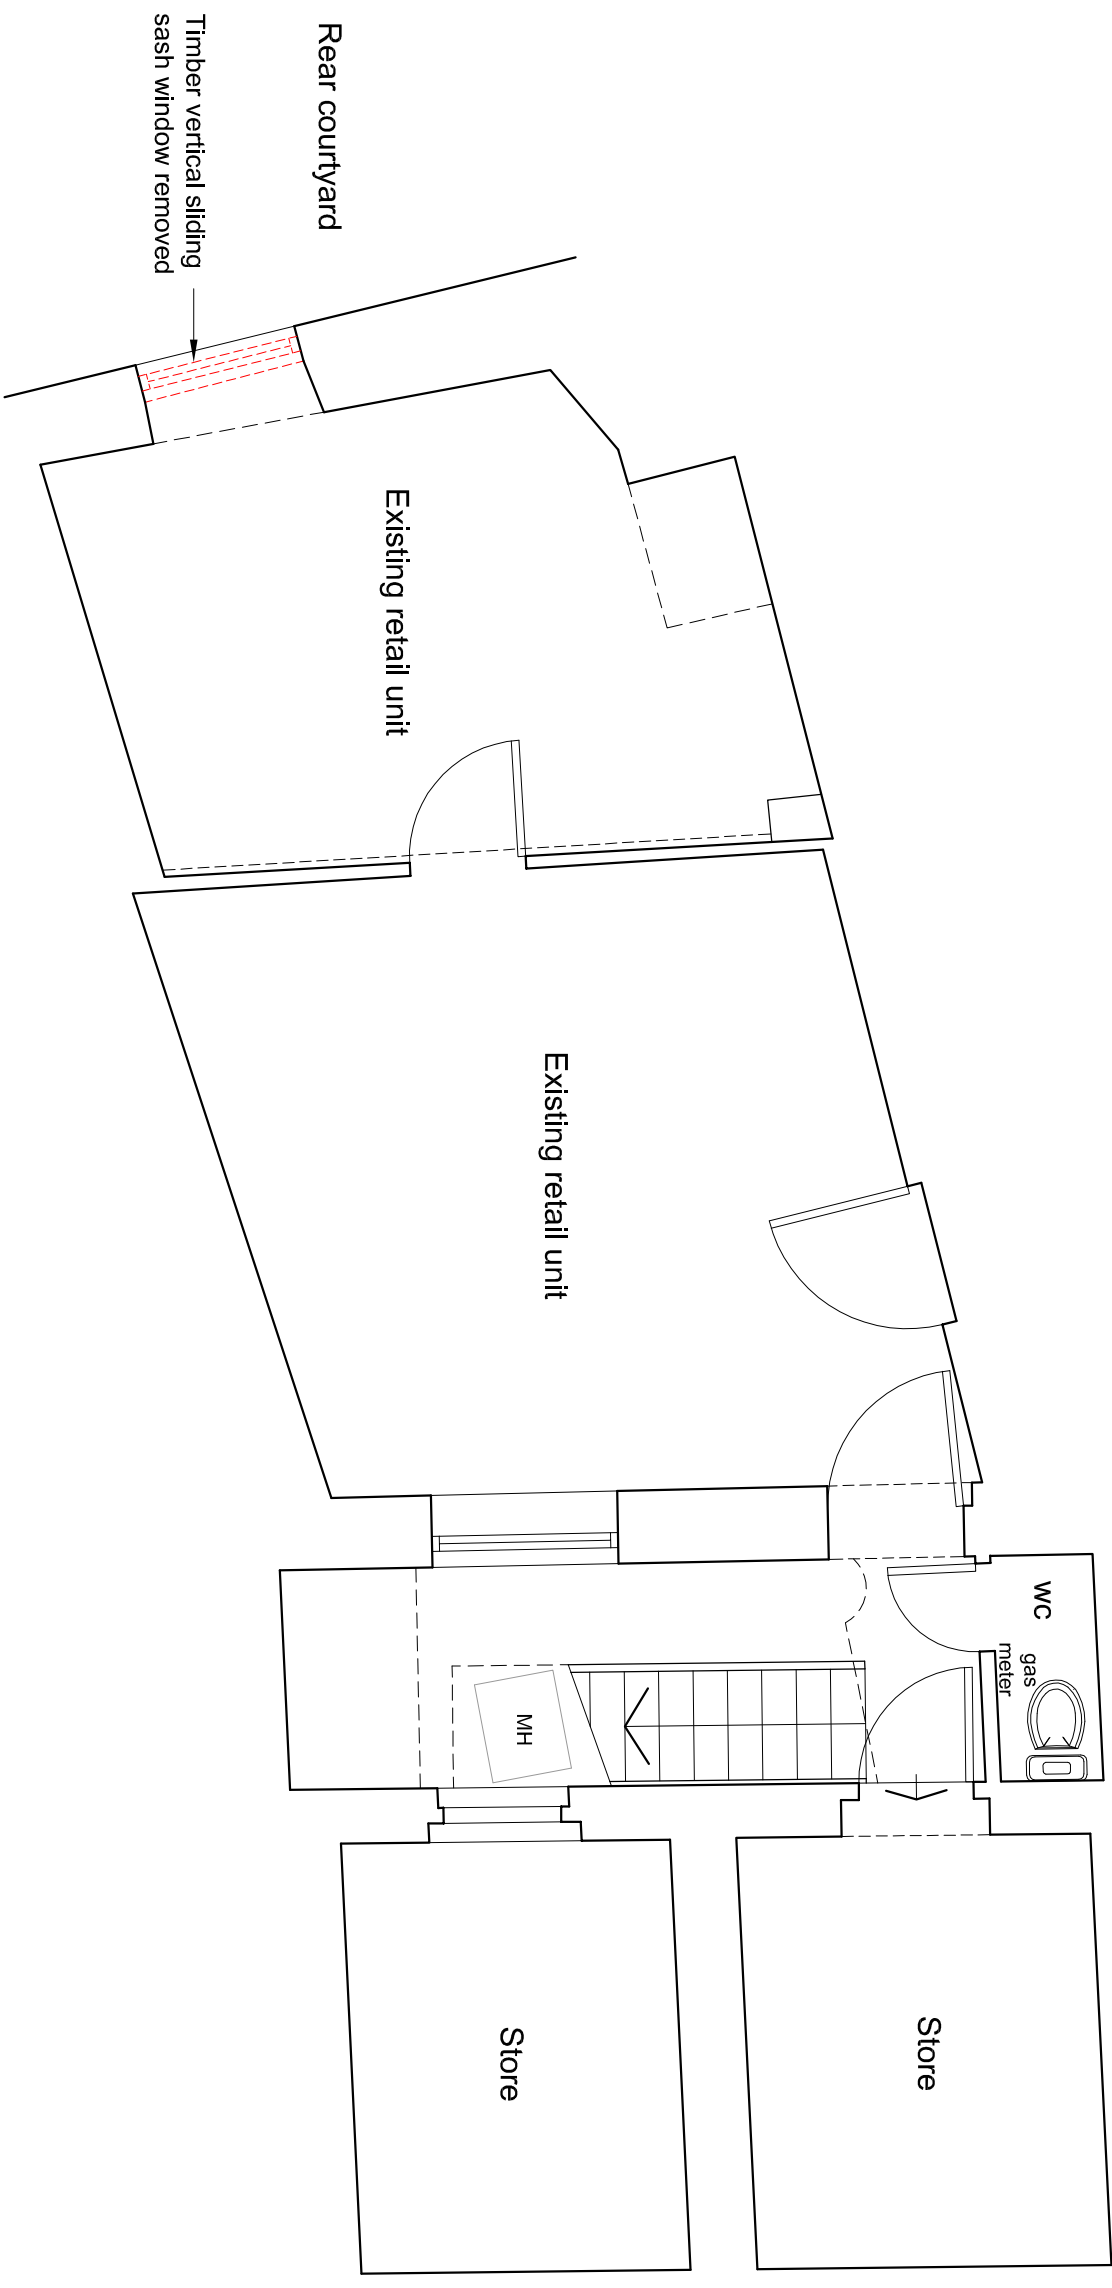 Rear courtyard
Timber vertical sliding
sash window removed
Existing retail unit
Existing retail unit
WC
gas
meter
MH
Store
Store